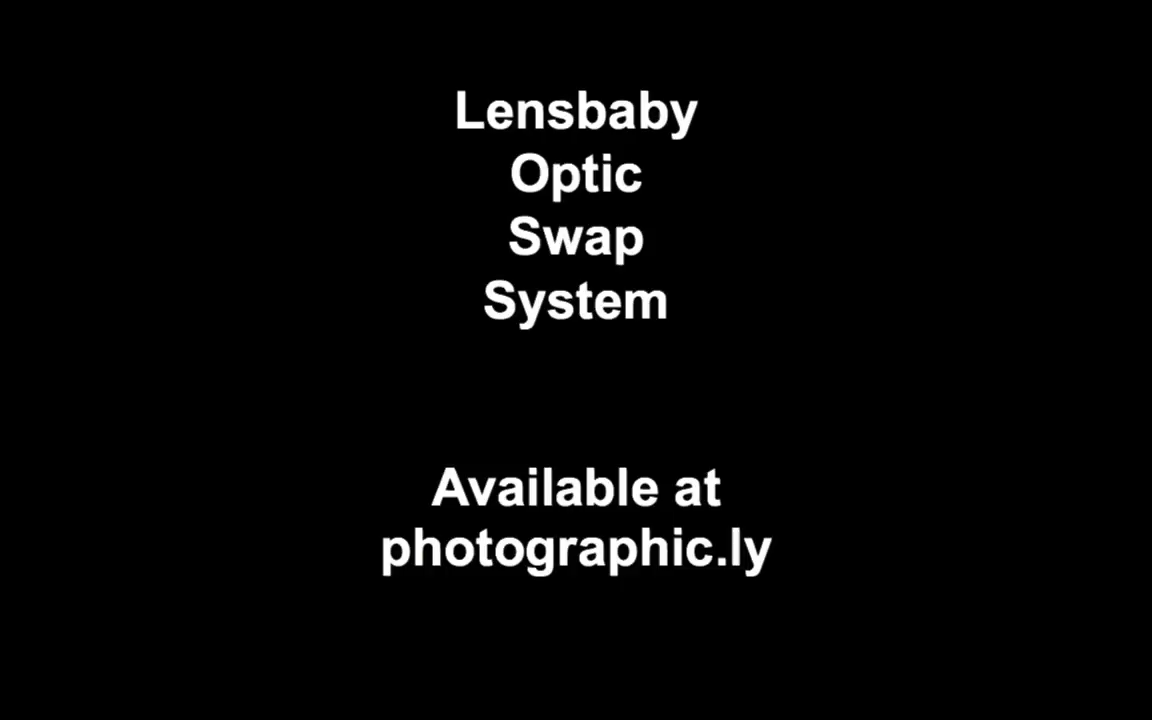 Lensbaby
Optic
Swap
System
Available at
photographic.ly